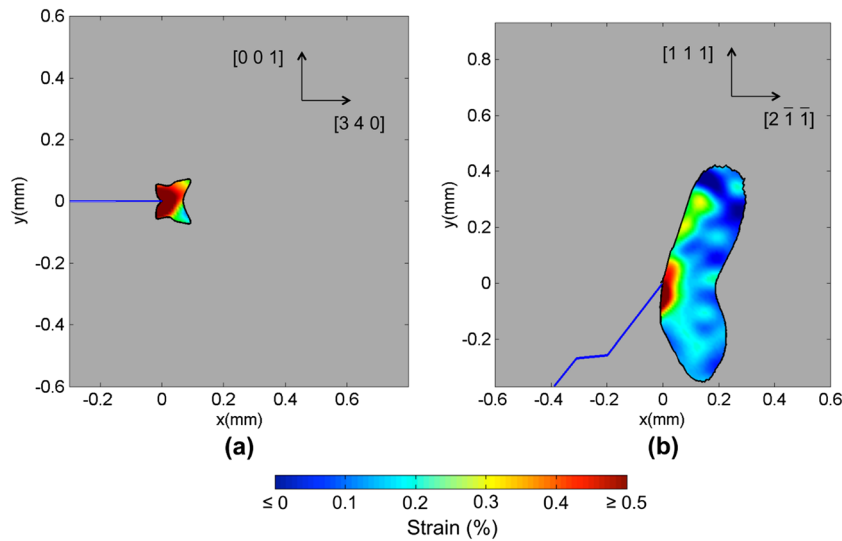 0.6
0.4
0.2
0
-0.2
-0.4
-0.6
y(mm)
-0.2 0 0.2 0.4 0.6
x(mm)
[0 0 1]
[3 4 0]
(a)
0.8
0.6
0.4
0.2
0
-0.2
y(mm)
-0.6 -0.4 -0.2 0 0.2 0.4 0.6
x(mm)
[1 1 1]
[2 1̅ 1̅]
(b)
≤ 0 0.1 0.2 0.3 0.4 ≥ 0.5
Strain (%)